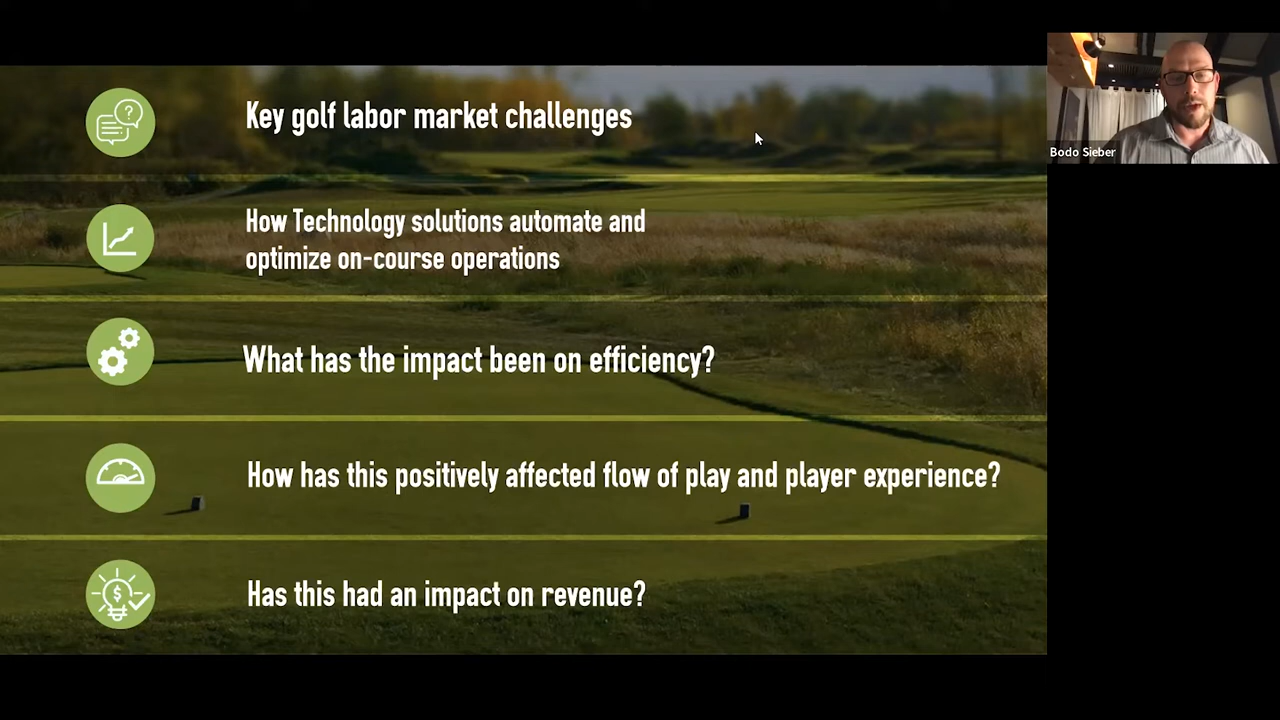 Key golf labor market challenges
Bodo Sieber
How Technology solutions automate and
optimize on-course operations
What has the impact been on efficiency?
How has this positively affected flow of play and player experience?
Has this had an impact on revenue?